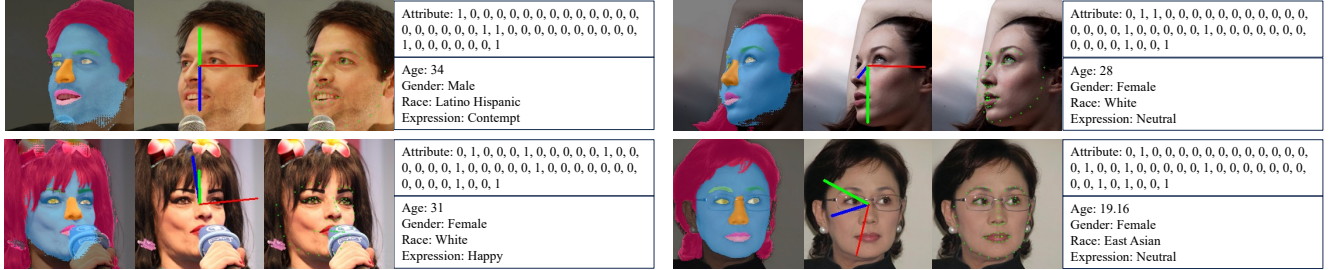 Attribute: 1, 0, 0, 0, 0, 0, 0, 0, 0, 0, 0, 0, 0, 0,
0, 0, 0, 0, 0, 0, 1, 1, 0, 0, 0, 0, 0, 0, 0, 0, 0, 0,
1, 0, 0, 0, 0, 0, 0, 1
Age: 34
Gender: Male
Race: Latino Hispanic
Expression: Contempt
Attribute: 0, 1, 1, 0, 0, 0, 0, 0, 0, 0, 0, 0, 0, 0,
0, 0, 0, 0, 1, 0, 0, 0, 0, 0, 0, 1, 0, 0, 0, 0, 0, 0, 0,
0, 0, 0, 0, 1, 0, 0, 1
Age: 28
Gender: Female
Race: White
Expression: Neutral
Attribute: 0, 1, 0, 0, 0, 1, 0, 0, 0, 0, 0, 1, 0, 0,
0, 0, 0, 0, 1, 0, 0, 0, 0, 0, 0, 1, 0, 0, 0, 0, 0, 0, 0,
0, 0, 0, 0, 1, 0, 0, 1
Age: 31
Gender: Female
Race: White
Expression: Happy
Attribute: 0, 1, 0, 0, 0, 0, 0, 0, 0, 0, 0, 0, 0, 0,
0, 1, 0, 0, 1, 0, 0, 0, 0, 0, 0, 1, 0, 0, 0, 0, 0, 0, 0,
0, 0, 1, 0, 1, 0, 0, 1
Age: 19.16
Gender: Female
Race: East Asian
Expression: Neutral